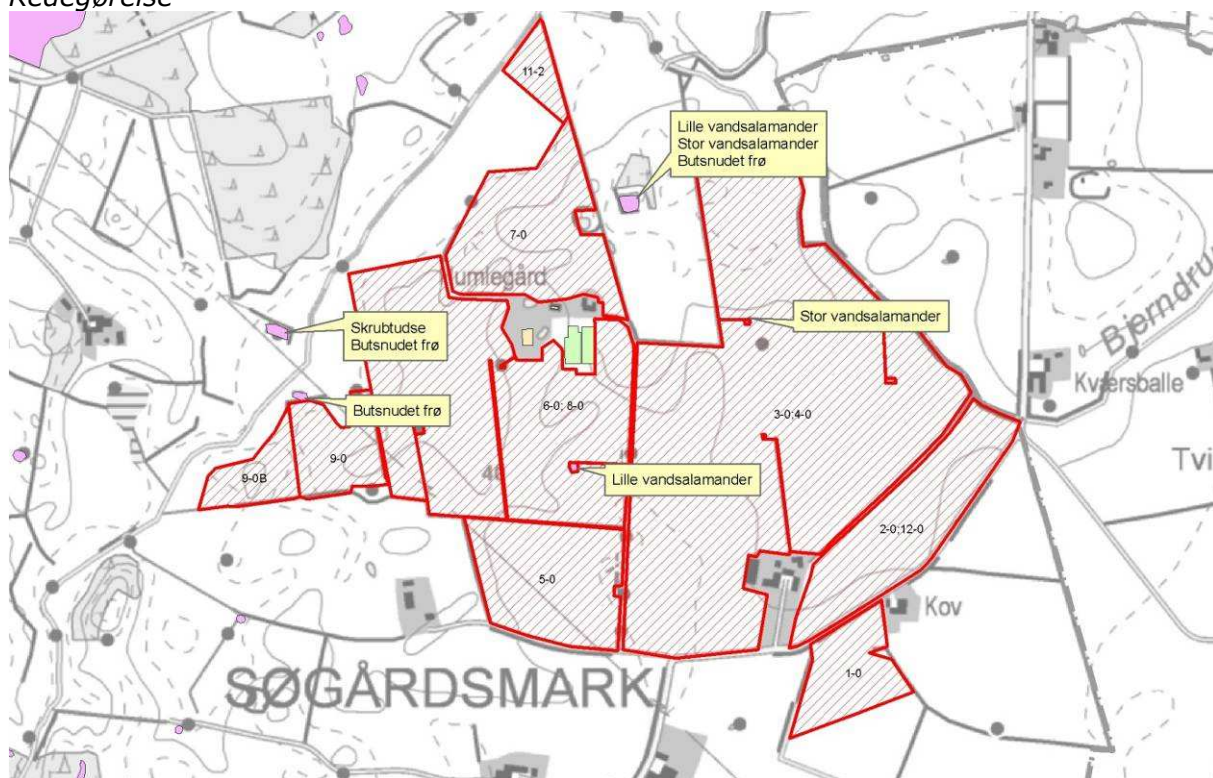 Redegørelse
11-2
Lille vandsalamander
Stor vandsalamander
Butsnudet frø
7-0
umlegård
Stor vandsalamander
Skrubtudse
Butsnudet frø
Bjerndru
Kværsballe
Butsnudet frø
6-0; 8-0
3-0;4-0
9-0
9-0B
48
Lille vandsalamander
Tvi
2-0;12-0
5-0
Kov
SØGÅRDSMARK
1-0